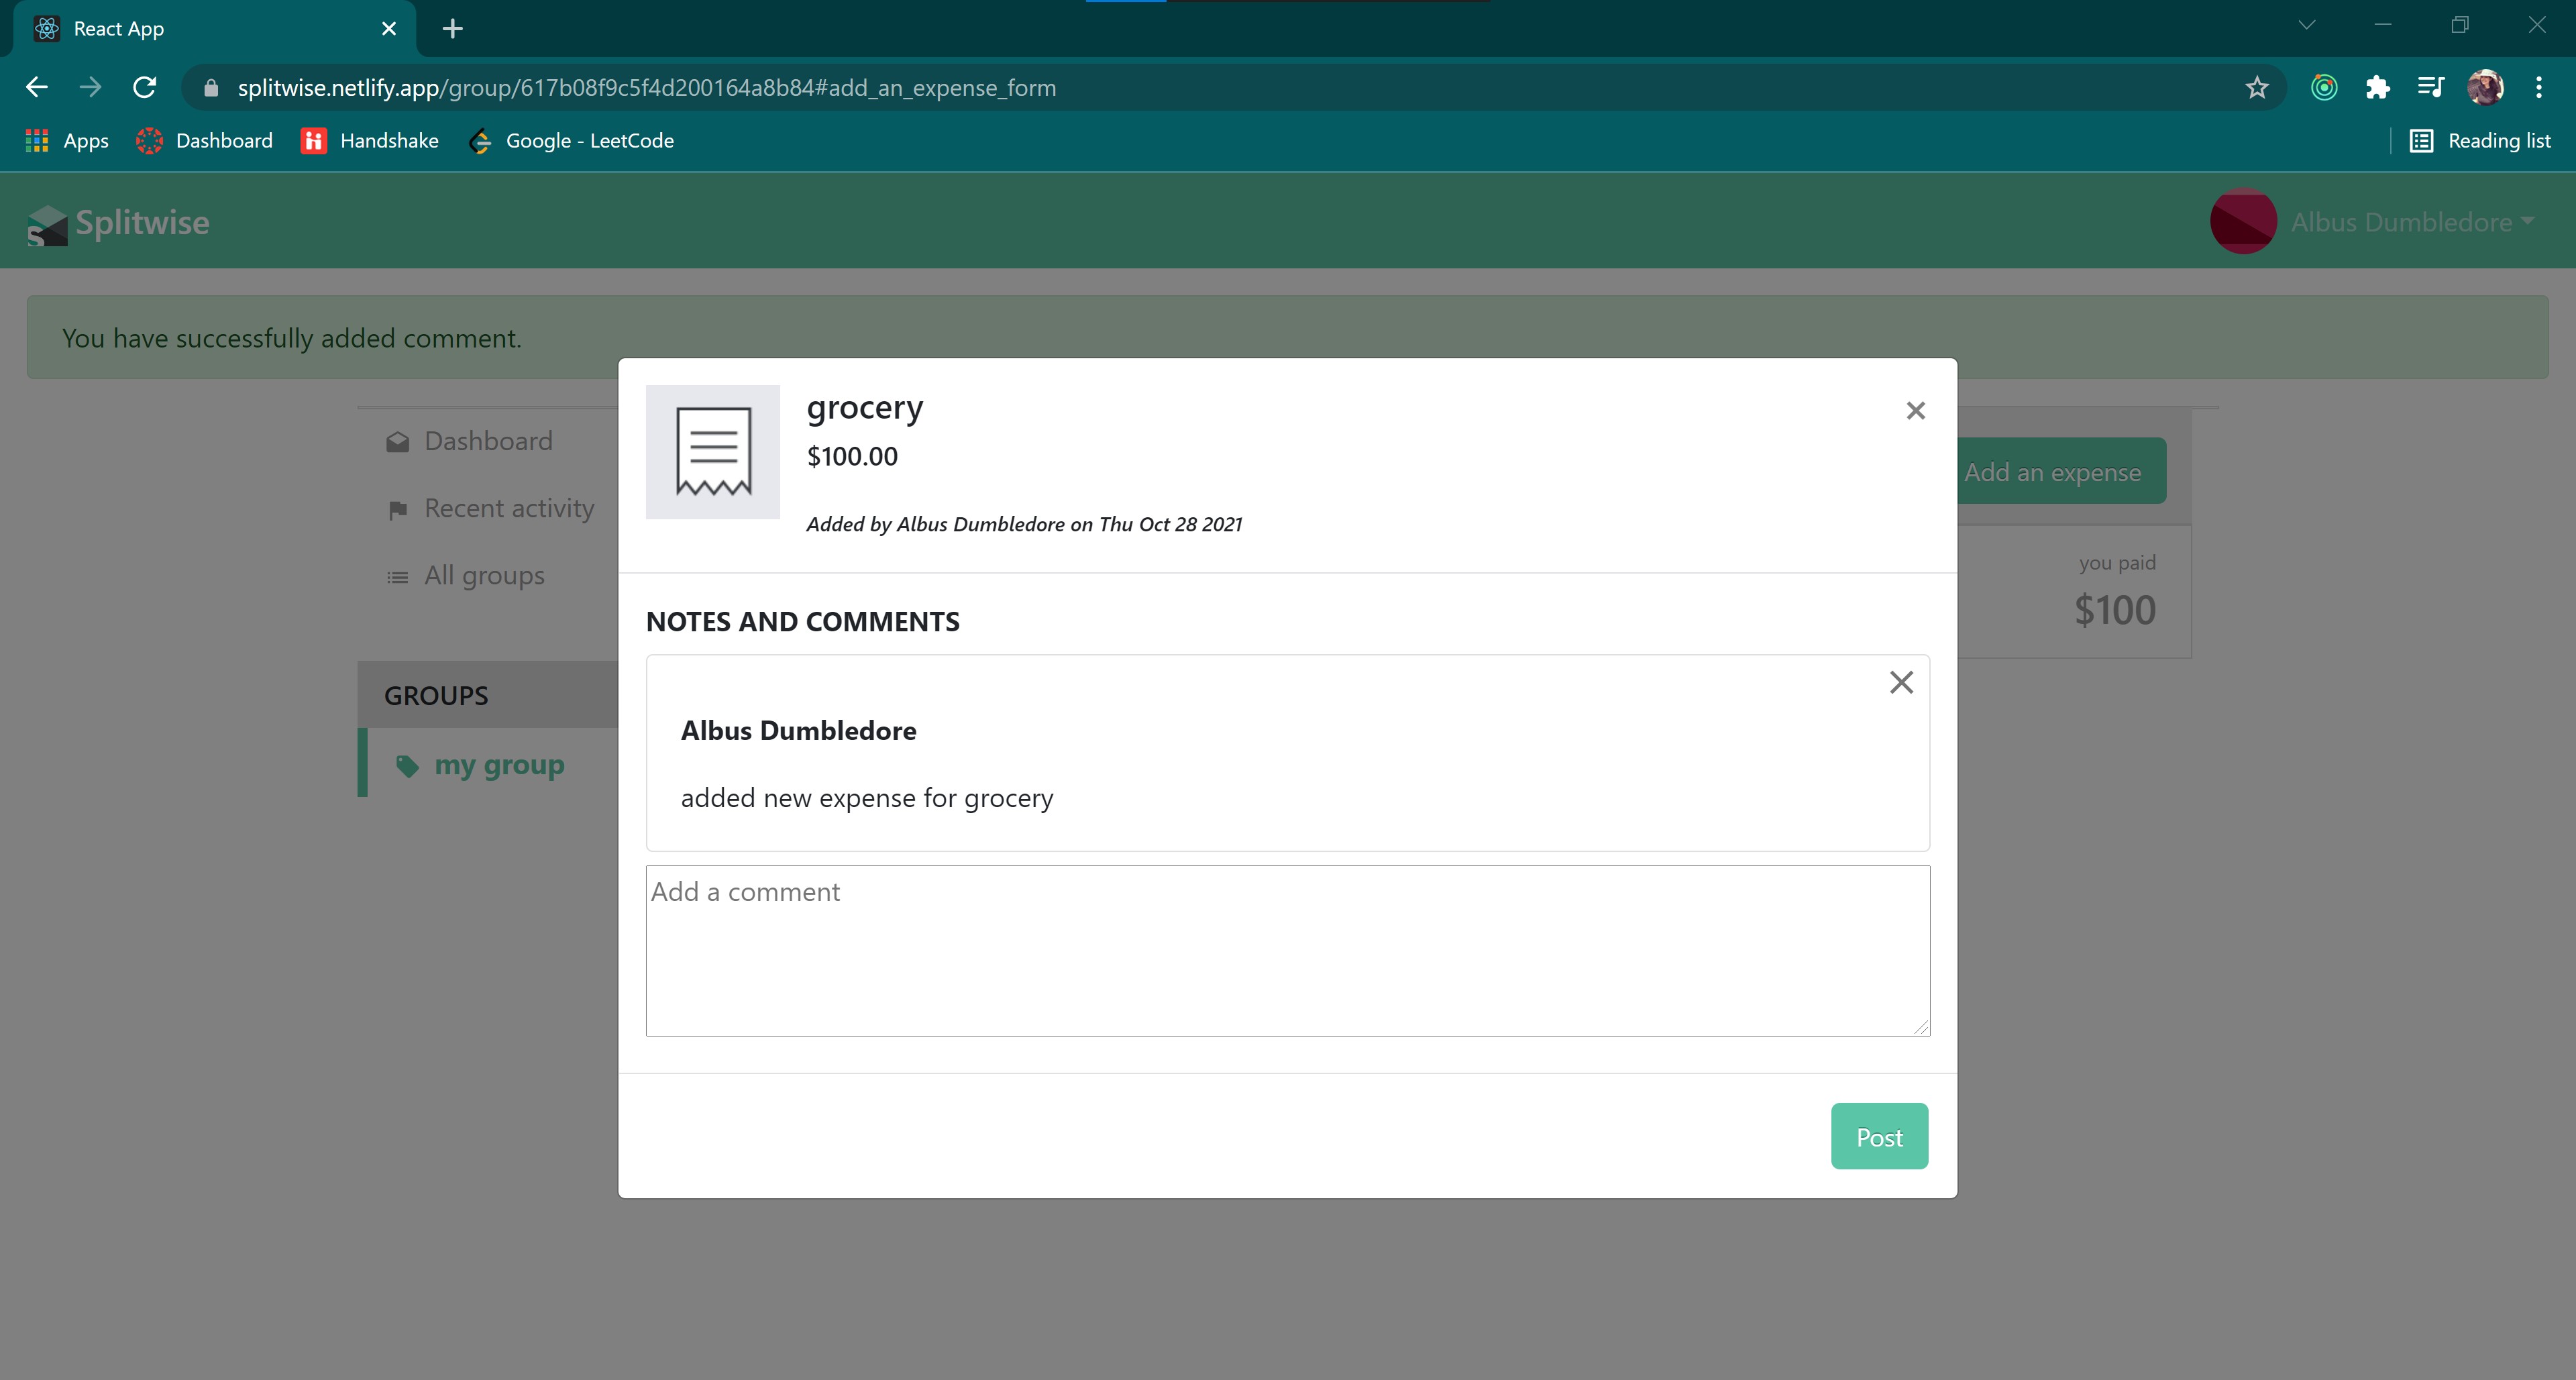 React App
splitwise.netlify.app/group/617b08f9c5f4d200164a8b84#add_an_expense_form
Apps Dashboard Handshake Google - LeetCode Reading list
Splitwise Albus Dumbledore
You have successfully added comment.
grocery
$100.00
Added by Albus Dumbledore on Thu Oct 28 2021
Dashboard
Recent activity
All groups
GROUPS
my group
Add an expense
you paid
$100
NOTES AND COMMENTS
Albus Dumbledore
added new expense for grocery
Add a comment
Post